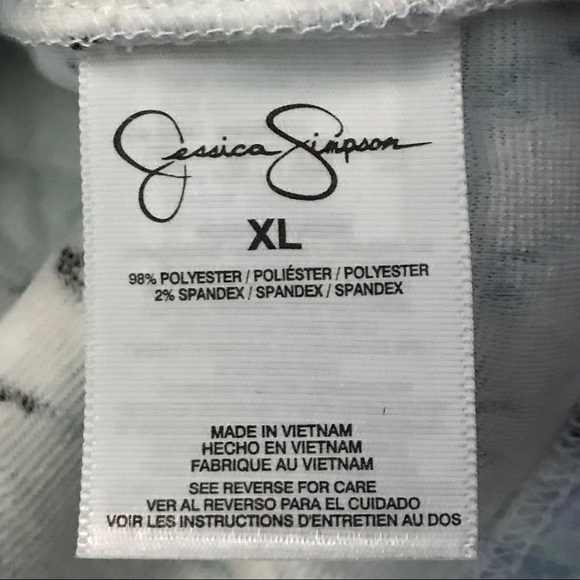 Jessica Simpson
XL
98% POLYESTER / POLIÉSTER / POLYESTER
2% SPANDEX / SPANDEX / SPANDEX
MADE IN VIETNAM
HECHO EN VIETNAM
FABRIQUE AU VIETNAM
SEE REVERSE FOR CARE
VER AL REVERSO PARA EL CUIDADO
VOIR LES INSTRUCTIONS D'ENTRETIEN AU DOS